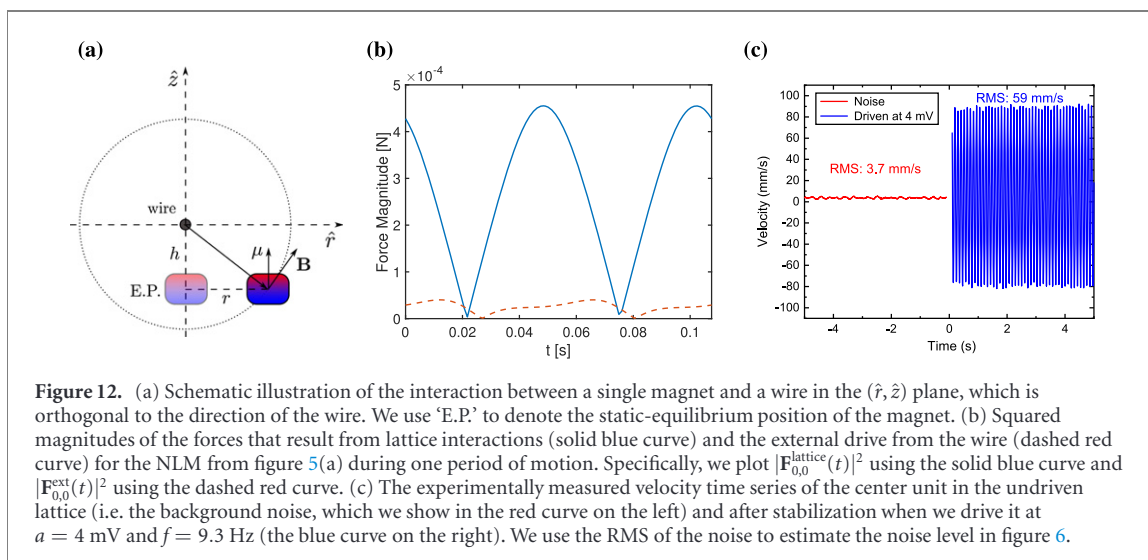 (a)
ẑ
wire
r̂
h
μ
B
E.P.
r
(b)
×10⁻⁴
5
4
3
2
1
0
Force Magnitude [N]
0
0.02
0.04
0.06
0.08
0.1
t [s]
(c)
Noise
Driven at 4 mV
RMS: 59 mm/s
RMS: 3.7 mm/s
100
80
60
40
20
0
-20
-40
-60
-80
-100
Velocity (mm/s)
-4
-2
0
2
4
Time (s)
Figure 12. (a) Schematic illustration of the interaction between a single magnet and a wire in the (r̂, ẑ) plane, which is
orthogonal to the direction of the wire. We use ‘E.P.’ to denote the static-equilibrium position of the magnet. (b) Squared
magnitudes of the forces that result from lattice interactions (solid blue curve) and the external drive from the wire (dashed red
curve) for the NLM from figure 5(a) during one period of motion. Specifically, we plot |F₀,₀^lattice(t)|² using the solid blue curve and
|F₀,₀^ext(t)|² using the dashed red curve. (c) The experimentally measured velocity time series of the center unit in the undriven
lattice (i.e. the background noise, which we show in the red curve on the left) and after stabilization when we drive it at
a = 4 mV and f = 9.3 Hz (the blue curve on the right). We use the RMS of the noise to estimate the noise level in figure 6.